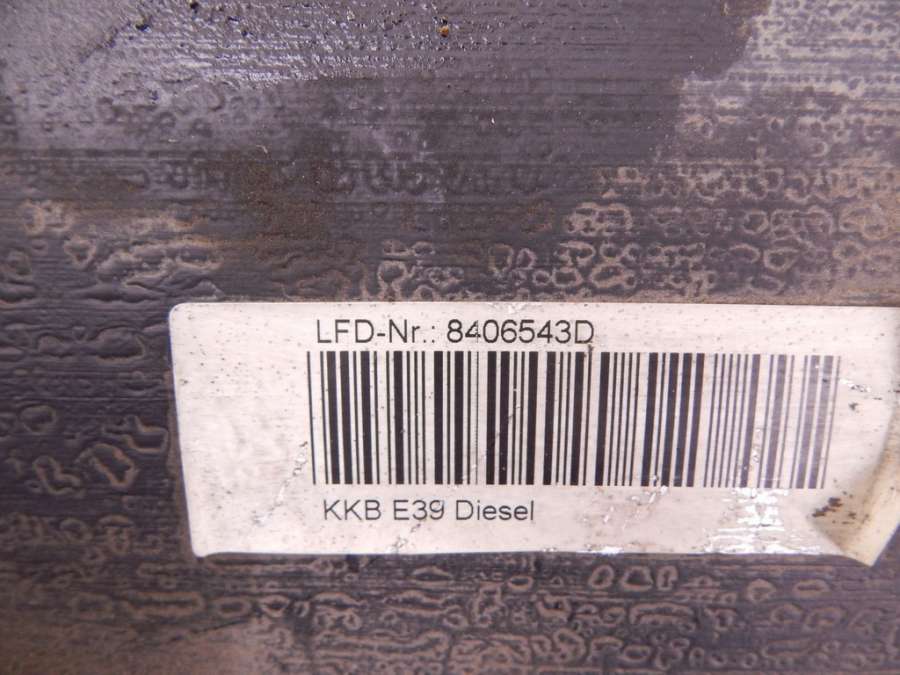 LFD-Nr.: 8406543D
KKB E39 Diesel